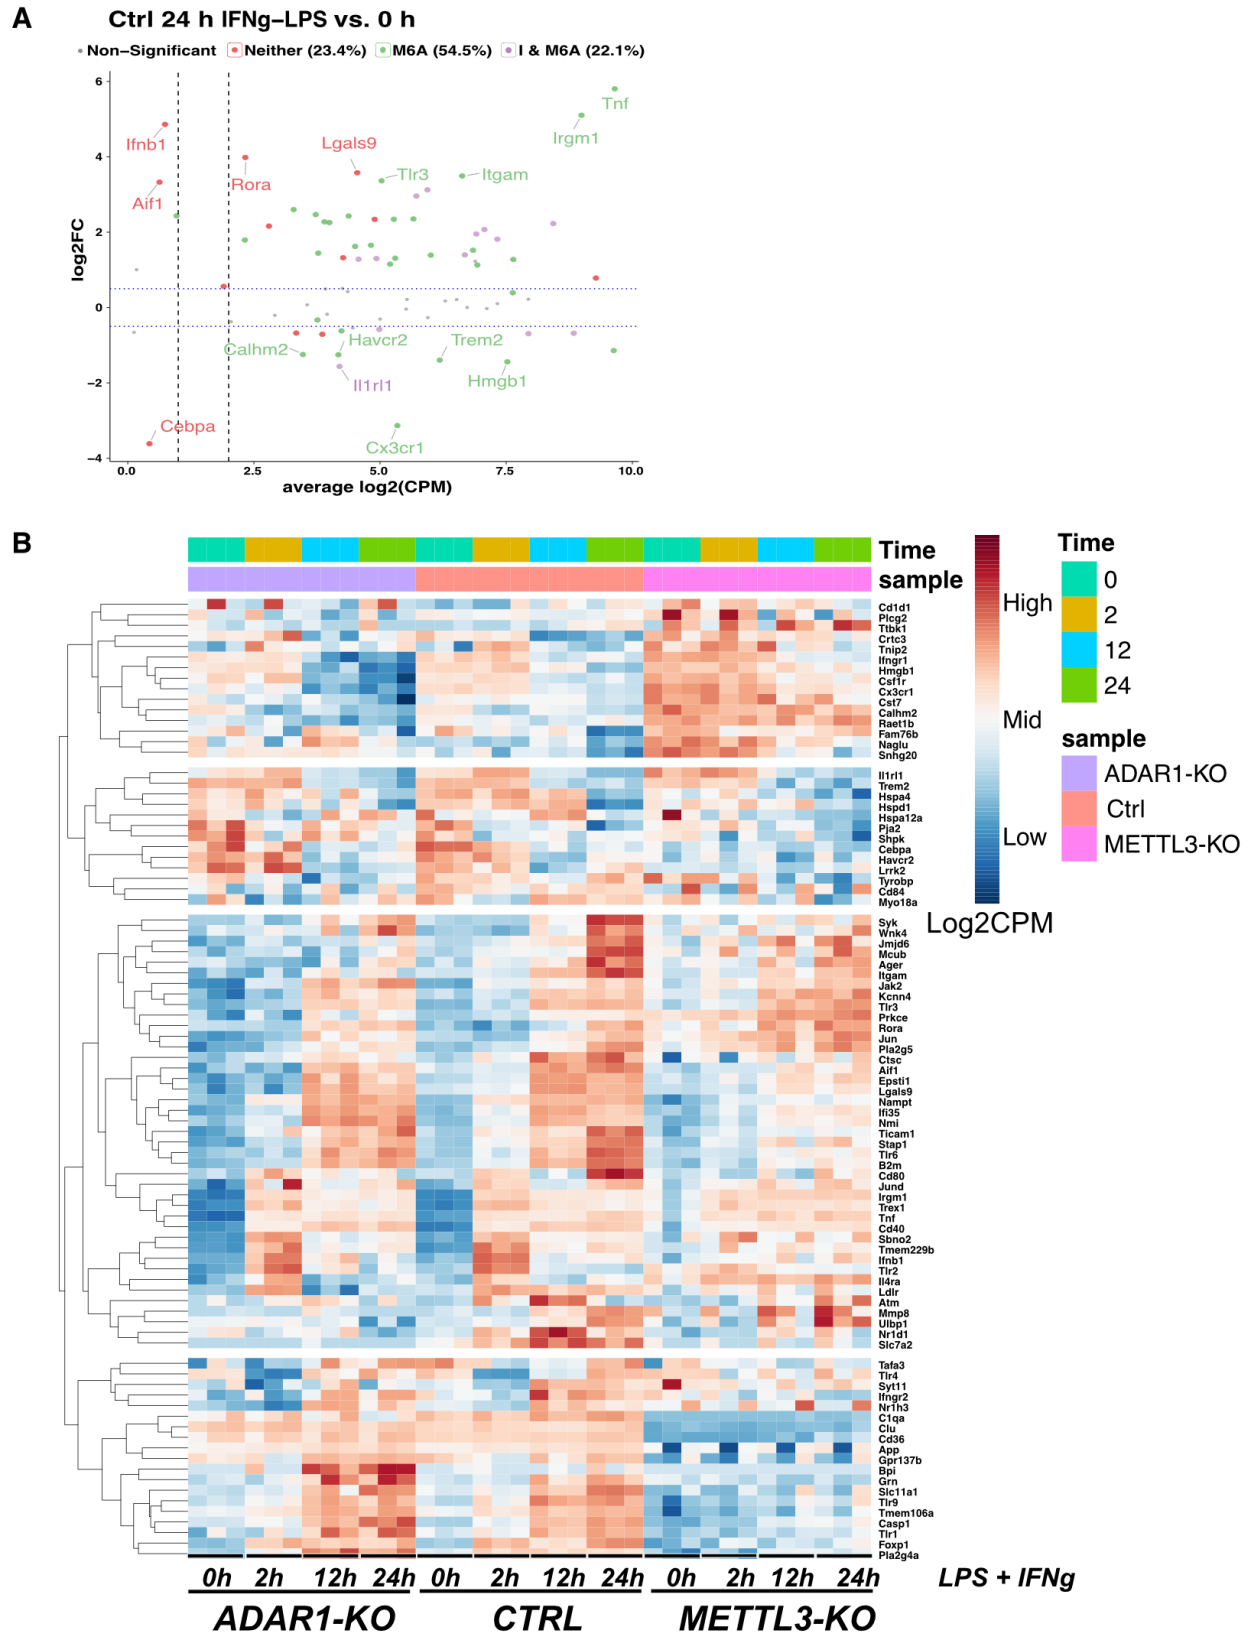 A
Ctrl 24 h IFNg–LPS vs. 0 h
Non–Significant Neither (23.4%) M6A (54.5%) I & M6A (22.1%)
6
Tnf
Ifnb1
Lgals9
Irgm1
4
Rora
Tlr3
Itgam
Aif1
log2FC
2
0
Calhm2
Havcr2
Trem2
−2
Il1rl1
Hmgb1
Cebpa
Cx3cr1
−4
0.0 2.5 5.0 7.5 10.0
average log2(CPM)
B
Time
sample
Cd1d1
Plcg2
Ttbk1
Crtc3
Tnip2
Ifngr1
Hmgb1
Csf1r
Cx3cr1
Cst7
Calhm2
Raet1b
Fam76b
Naglu
Snhg20
Il1rl1
Trem2
Hspa4
Hspd1
Hspa12a
Pja2
Shpk
Cebpa
Havcr2
Lrrk2
Tyrobp
Cd84
Myo18a
Syk
Wnk4
Jmjd6
Mcub
Ager
Itgam
Jak2
Kcnn4
Tlr3
Prkce
Rora
Jun
Pla2g5
Ctsc
Aif1
Epsti1
Lgals9
Nampt
Ifi35
Nmi
Ticam1
Stap1
Tlr6
B2m
Cd80
Jund
Irgm1
Trex1
Tnf
Cd40
Sbno2
Tmem229b
Ifnb1
Tlr2
Il4ra
Ldlr
Atm
Mmp8
Ulbp1
Nr1d1
Slc7a2
Tafa3
Tlr4
Syt11
Ifngr2
Nr1h3
C1qa
Clu
Cd36
App
Gpr137b
Bpi
Grn
Slc11a1
Tlr9
Tmem106a
Casp1
Tlr1
Foxp1
Pla2g4a
High
Mid
Low
Log2CPM
Time
0
2
12
24
sample
ADAR1-KO
Ctrl
METTL3-KO
0h 2h 12h 24h 0h 2h 12h 24h 0h 2h 12h 24h LPS + IFNg
ADAR1-KO CTRL METTL3-KO